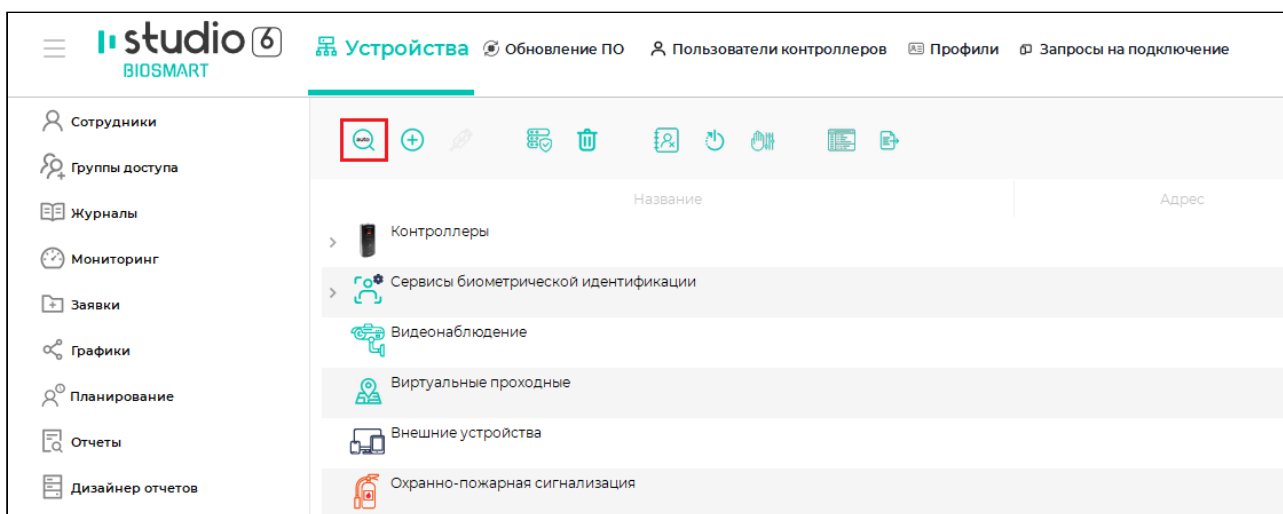 studio 6
BIOSMART
Устройства Обновление ПО Пользователи контроллеров Профили Запросы на подключение
Сотрудники
Группы доступа
Журналы
Мониторинг
Заявки
Графики
Планирование
Отчеты
Дизайнер отчетов
auto
Название Адрес
Контроллеры
Сервисы биометрической идентификации
Видеонаблюдение
Виртуальные проходные
Внешние устройства
Охранно-пожарная сигнализация